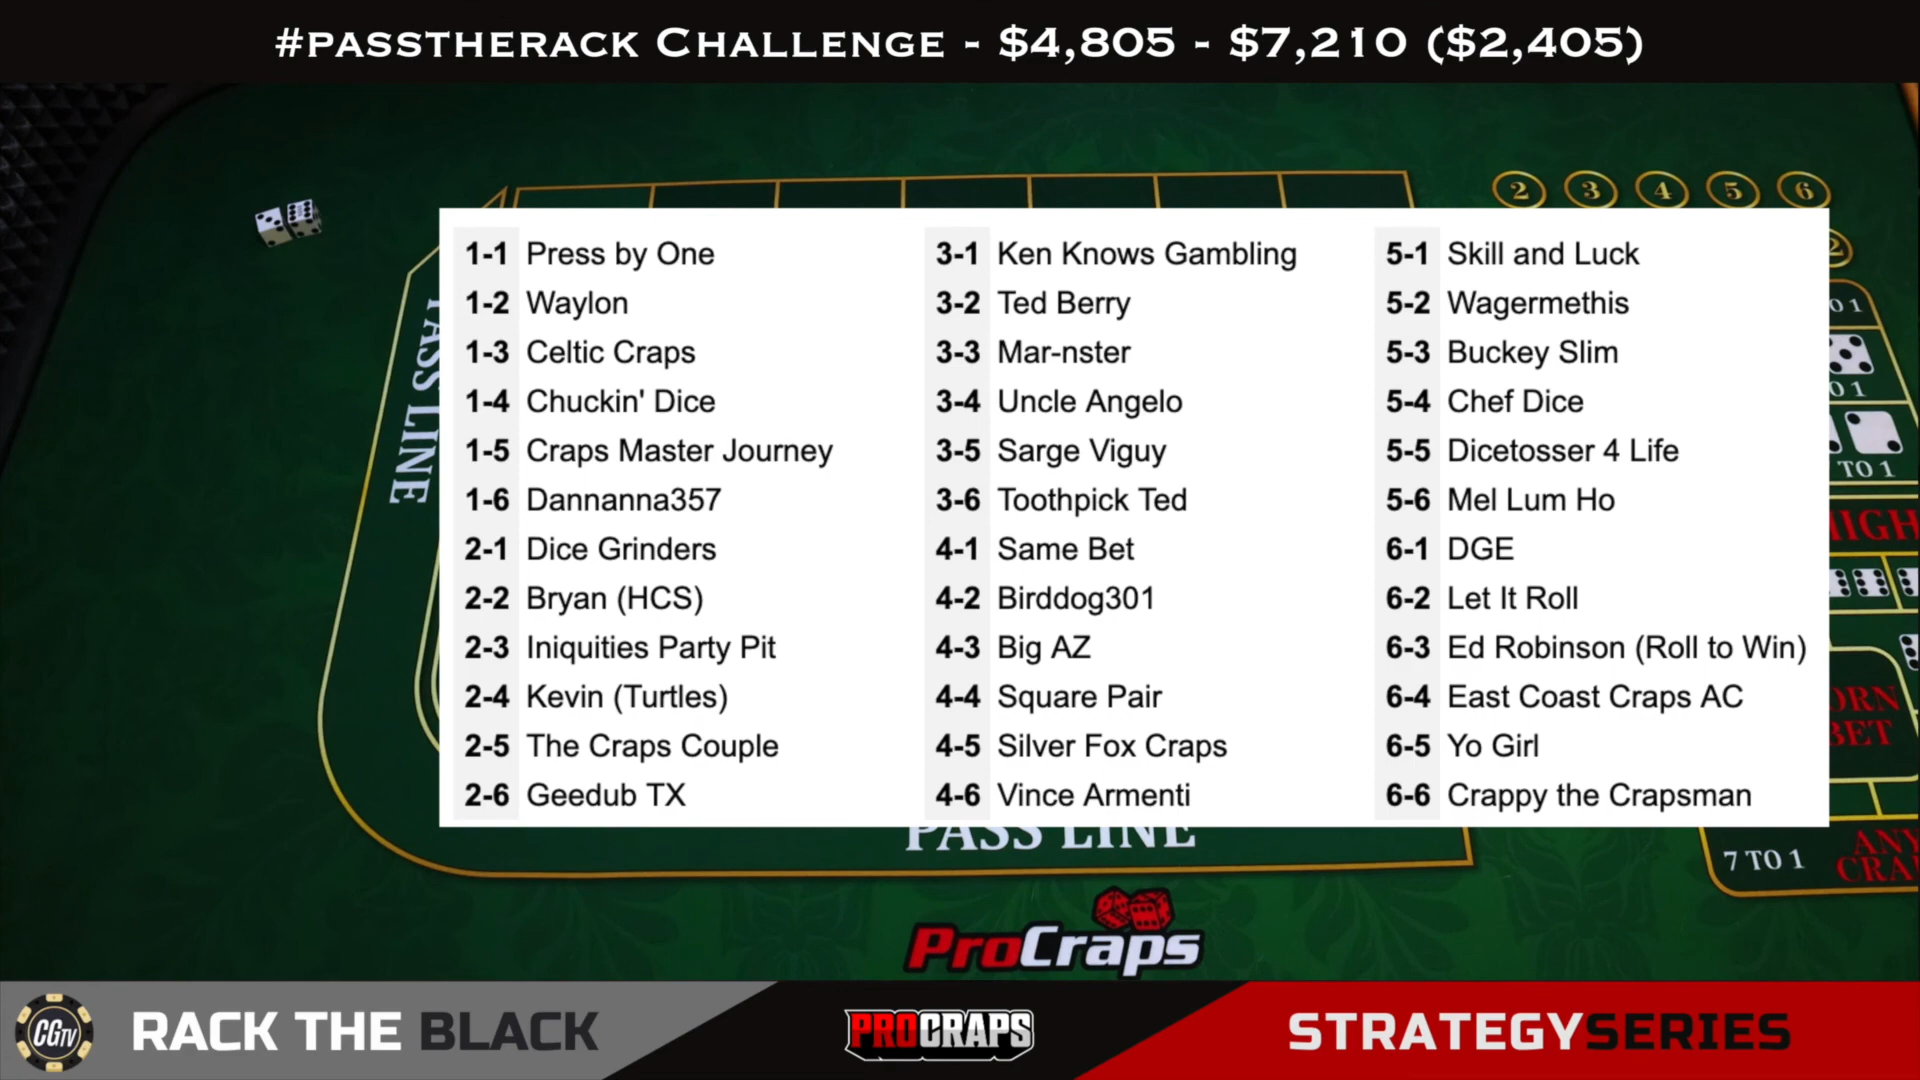 #PASSTHERACK CHALLENGE - $4,805 - $7,210 ($2,405)
2 3 4 5 6
1-1 Press by One
1-2 Waylon
1-3 Celtic Craps
1-4 Chuckin' Dice
1-5 Craps Master Journey
1-6 Dannanna357
2-1 Dice Grinders
2-2 Bryan (HCS)
2-3 Iniquities Party Pit
2-4 Kevin (Turtles)
2-5 The Craps Couple
2-6 Geedub TX
3-1 Ken Knows Gambling
3-2 Ted Berry
3-3 Mar-nster
3-4 Uncle Angelo
3-5 Sarge Viguy
3-6 Toothpick Ted
4-1 Same Bet
4-2 Birddog301
4-3 Big AZ
4-4 Square Pair
4-5 Silver Fox Craps
4-6 Vince Armenti
5-1 Skill and Luck
5-2 Wagermethis
5-3 Buckey Slim
5-4 Chef Dice
5-5 Dicetosser 4 Life
5-6 Mel Lum Ho
6-1 DGE
6-2 Let It Roll
6-3 Ed Robinson (Roll to Win)
6-4 East Coast Craps AC
6-5 Yo Girl
6-6 Crappy the Crapsman
PASS LINE
TO 1
BET
PASS LINE
7 TO 1
ANY
ProCraps
CGTV
RACK THE BLACK
PROCRAPS
STRATEGYSERIES